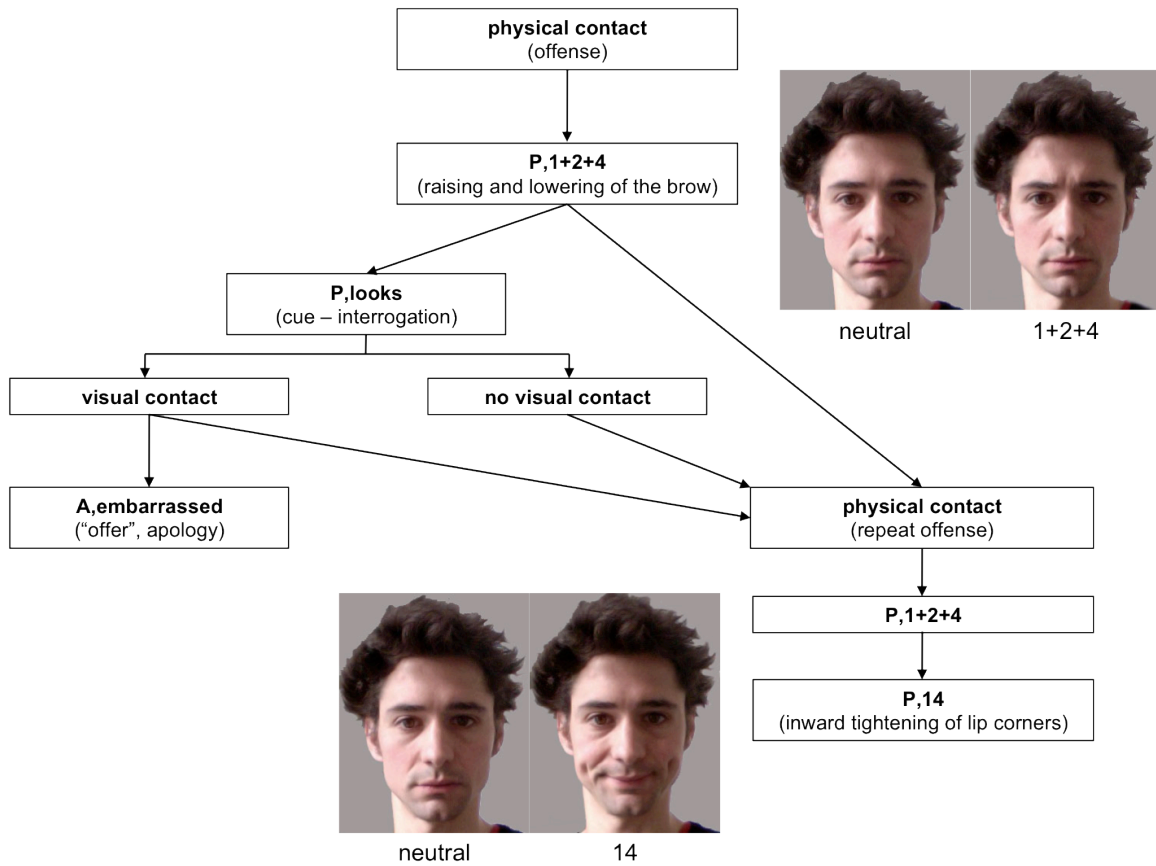 physical contact
(offense)
P,1+2+4
(raising and lowering of the brow)
neutral
1+2+4
P,looks
(cue – interrogation)
visual contact
no visual contact
A,embarrassed
(“offer”, apology)
physical contact
(repeat offense)
P,1+2+4
P,14
(inward tightening of lip corners)
neutral
14